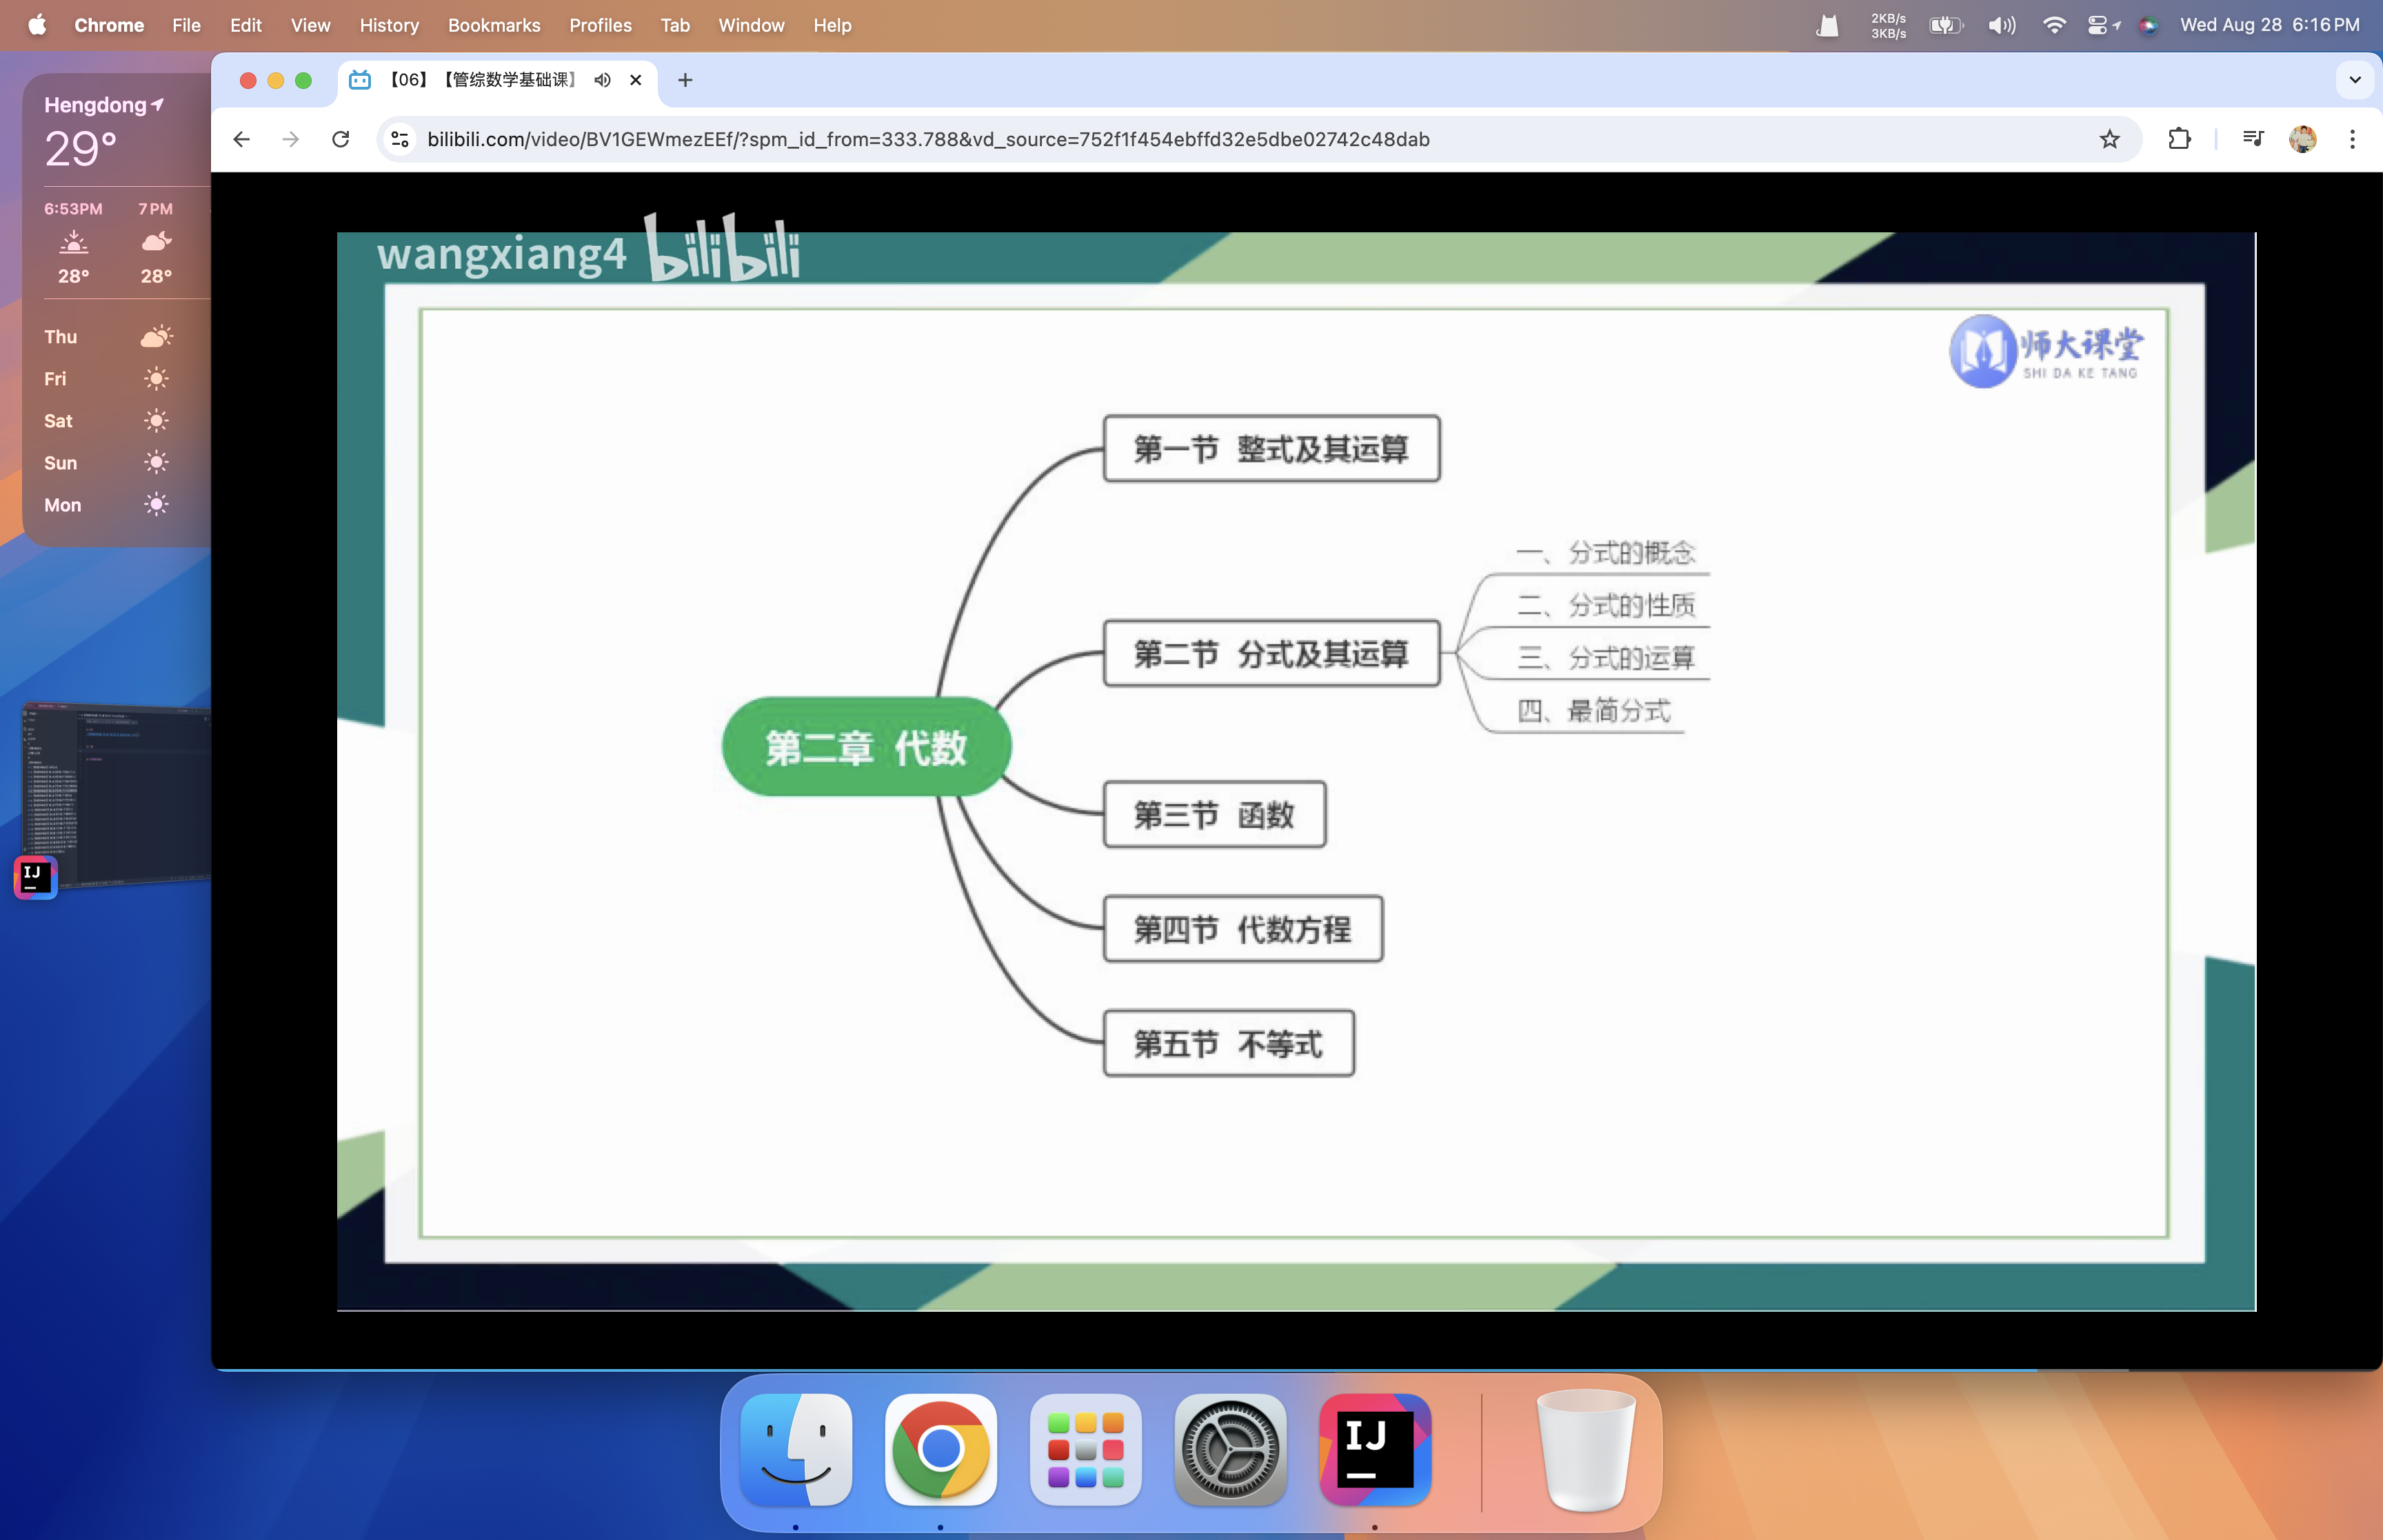 Chrome File Edit View History Bookmarks Profiles Tab Window Help
2KB/s
3KB/s
Wed Aug 28 6:16 PM
Hengdong
29°
6:53PM 7PM
28° 28°
Thu
Fri
Sat
Sun
Mon
【06】【管综数学基础课】
bilibili.com/video/BV1GEWmezEEf/?spm_id_from=333.788&vd_source=752f1f454ebffd32e5dbe02742c48dab
wangxiang4 bilibili
师大课堂
SHI DA KE TANG
第一节 整式及其运算
一、分式的概念
二、分式的性质
第二节 分式及其运算
三、分式的运算
四、最简分式
第二章 代数
第三节 函数
第四节 代数方程
第五节 不等式
IJ
IJ